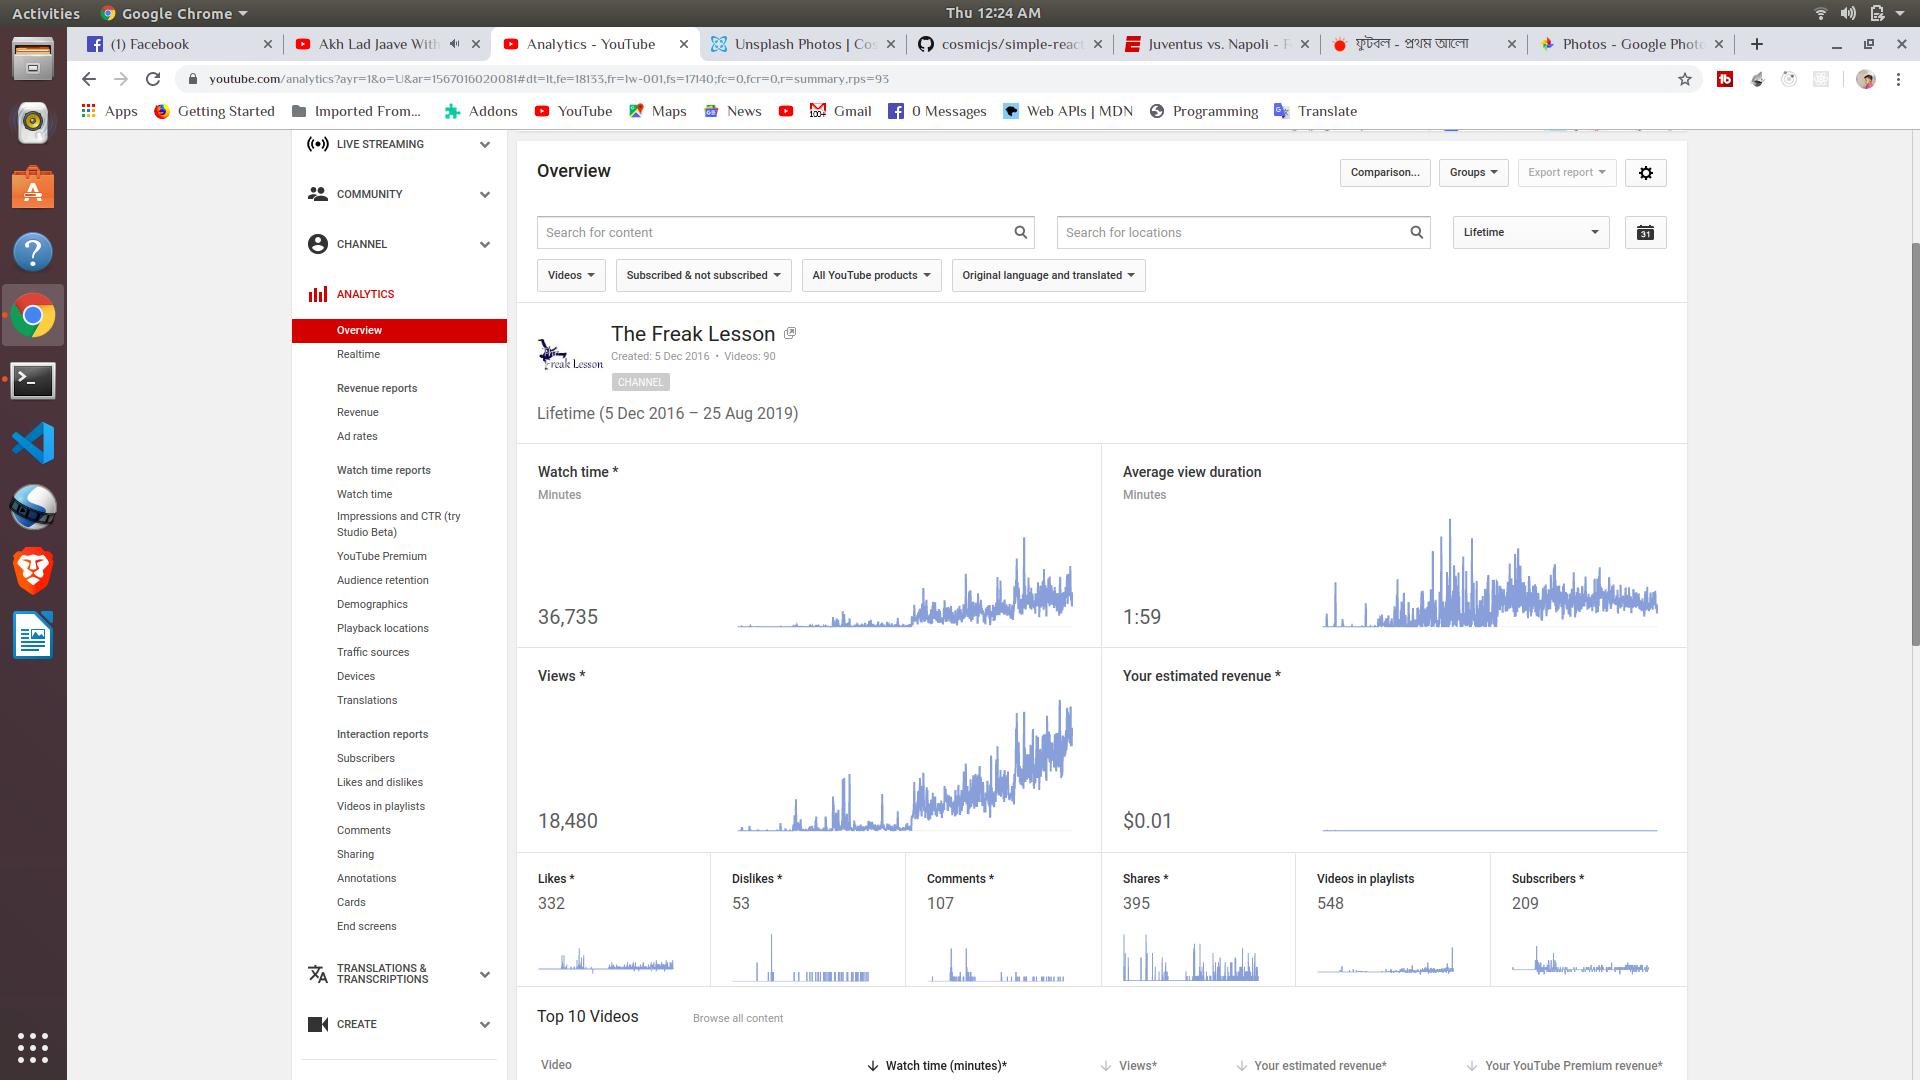 Activities
Google Chrome
Thu 12:24 AM
(1) Facebook
Akh Lad Jaave With
Analytics - YouTube
Unsplash Photos | Cos
cosmicjs/simple-react
Juventus vs. Napoli - F
ফুটবল - প্রথম আলো
Photos - Google Photo
youtube.com/analytics?ayr=1&o=U&ar=1567016020081#dt=lt,fe=18133,fr=lw-001,fs=17140;fc=0,fcr=0,r=summary,rps=93
Apps
Getting Started
Imported From...
Addons
YouTube
Maps
News
Gmail
0 Messages
Web APIs | MDN
Programming
Translate
LIVE STREAMING
COMMUNITY
CHANNEL
ANALYTICS
Overview
Realtime
Revenue reports
Revenue
Ad rates
Watch time reports
Watch time
Impressions and CTR (try
Studio Beta)
YouTube Premium
Audience retention
Demographics
Playback locations
Traffic sources
Devices
Translations
Interaction reports
Subscribers
Likes and dislikes
Videos in playlists
Comments
Sharing
Annotations
Cards
End screens
TRANSLATIONS &
TRANSCRIPTIONS
CREATE
Overview
Comparison...
Groups
Export report
Search for content
Search for locations
Lifetime
31
Videos
Subscribed & not subscribed
All YouTube products
Original language and translated
Freak Lesson
The Freak Lesson
Created: 5 Dec 2016 • Videos: 90
CHANNEL
Lifetime (5 Dec 2016 – 25 Aug 2019)
Watch time *
Minutes
36,735
Average view duration
Minutes
1:59
Views *
18,480
Your estimated revenue *
$0.01
Likes *
332
Dislikes *
53
Comments *
107
Shares *
395
Videos in playlists
548
Subscribers *
209
Top 10 Videos
Browse all content
Video
Watch time (minutes)*
Views*
Your estimated revenue*
Your YouTube Premium revenue*